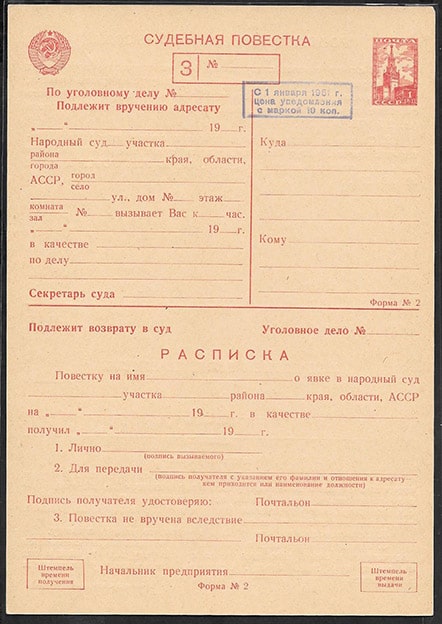 СУДЕБНАЯ ПОВЕСТКА
З №
ПОЧТА
СССР 1
По уголовному делу №
Подлежит вручению адресату
С 1 января 1961 г.
цена уведомления
с маркой 10 коп.
„ “ 19 г.
Народный суд участка
района
города края, области,
АССР, город
село
ул., дом № этаж
комната
зал № вызывает Вас к час.
„ “ 19 г.
в качестве
по делу
Секретарь суда
Куда
Кому
Форма № 2
Подлежит возврату в суд Уголовное дело №
РАСПИСКА
Повестку на имя о явке в народный суд
участка района края, области, АССР
на „ “ 19 г. в качестве
получил „ “ 19 г.
1. Лично
(подпись вызываемого)
2. Для передачи
(подпись получателя с указанием его фамилии и отношения к адресату—
кем приходится или наименование должности)
Подпись получателя удостоверяю: Почтальон
3. Повестка не вручена вследствие
Почтальон
Штемпель
времени
получения
Начальник предприятия
Штемпель
времени
выдачи
Форма № 2